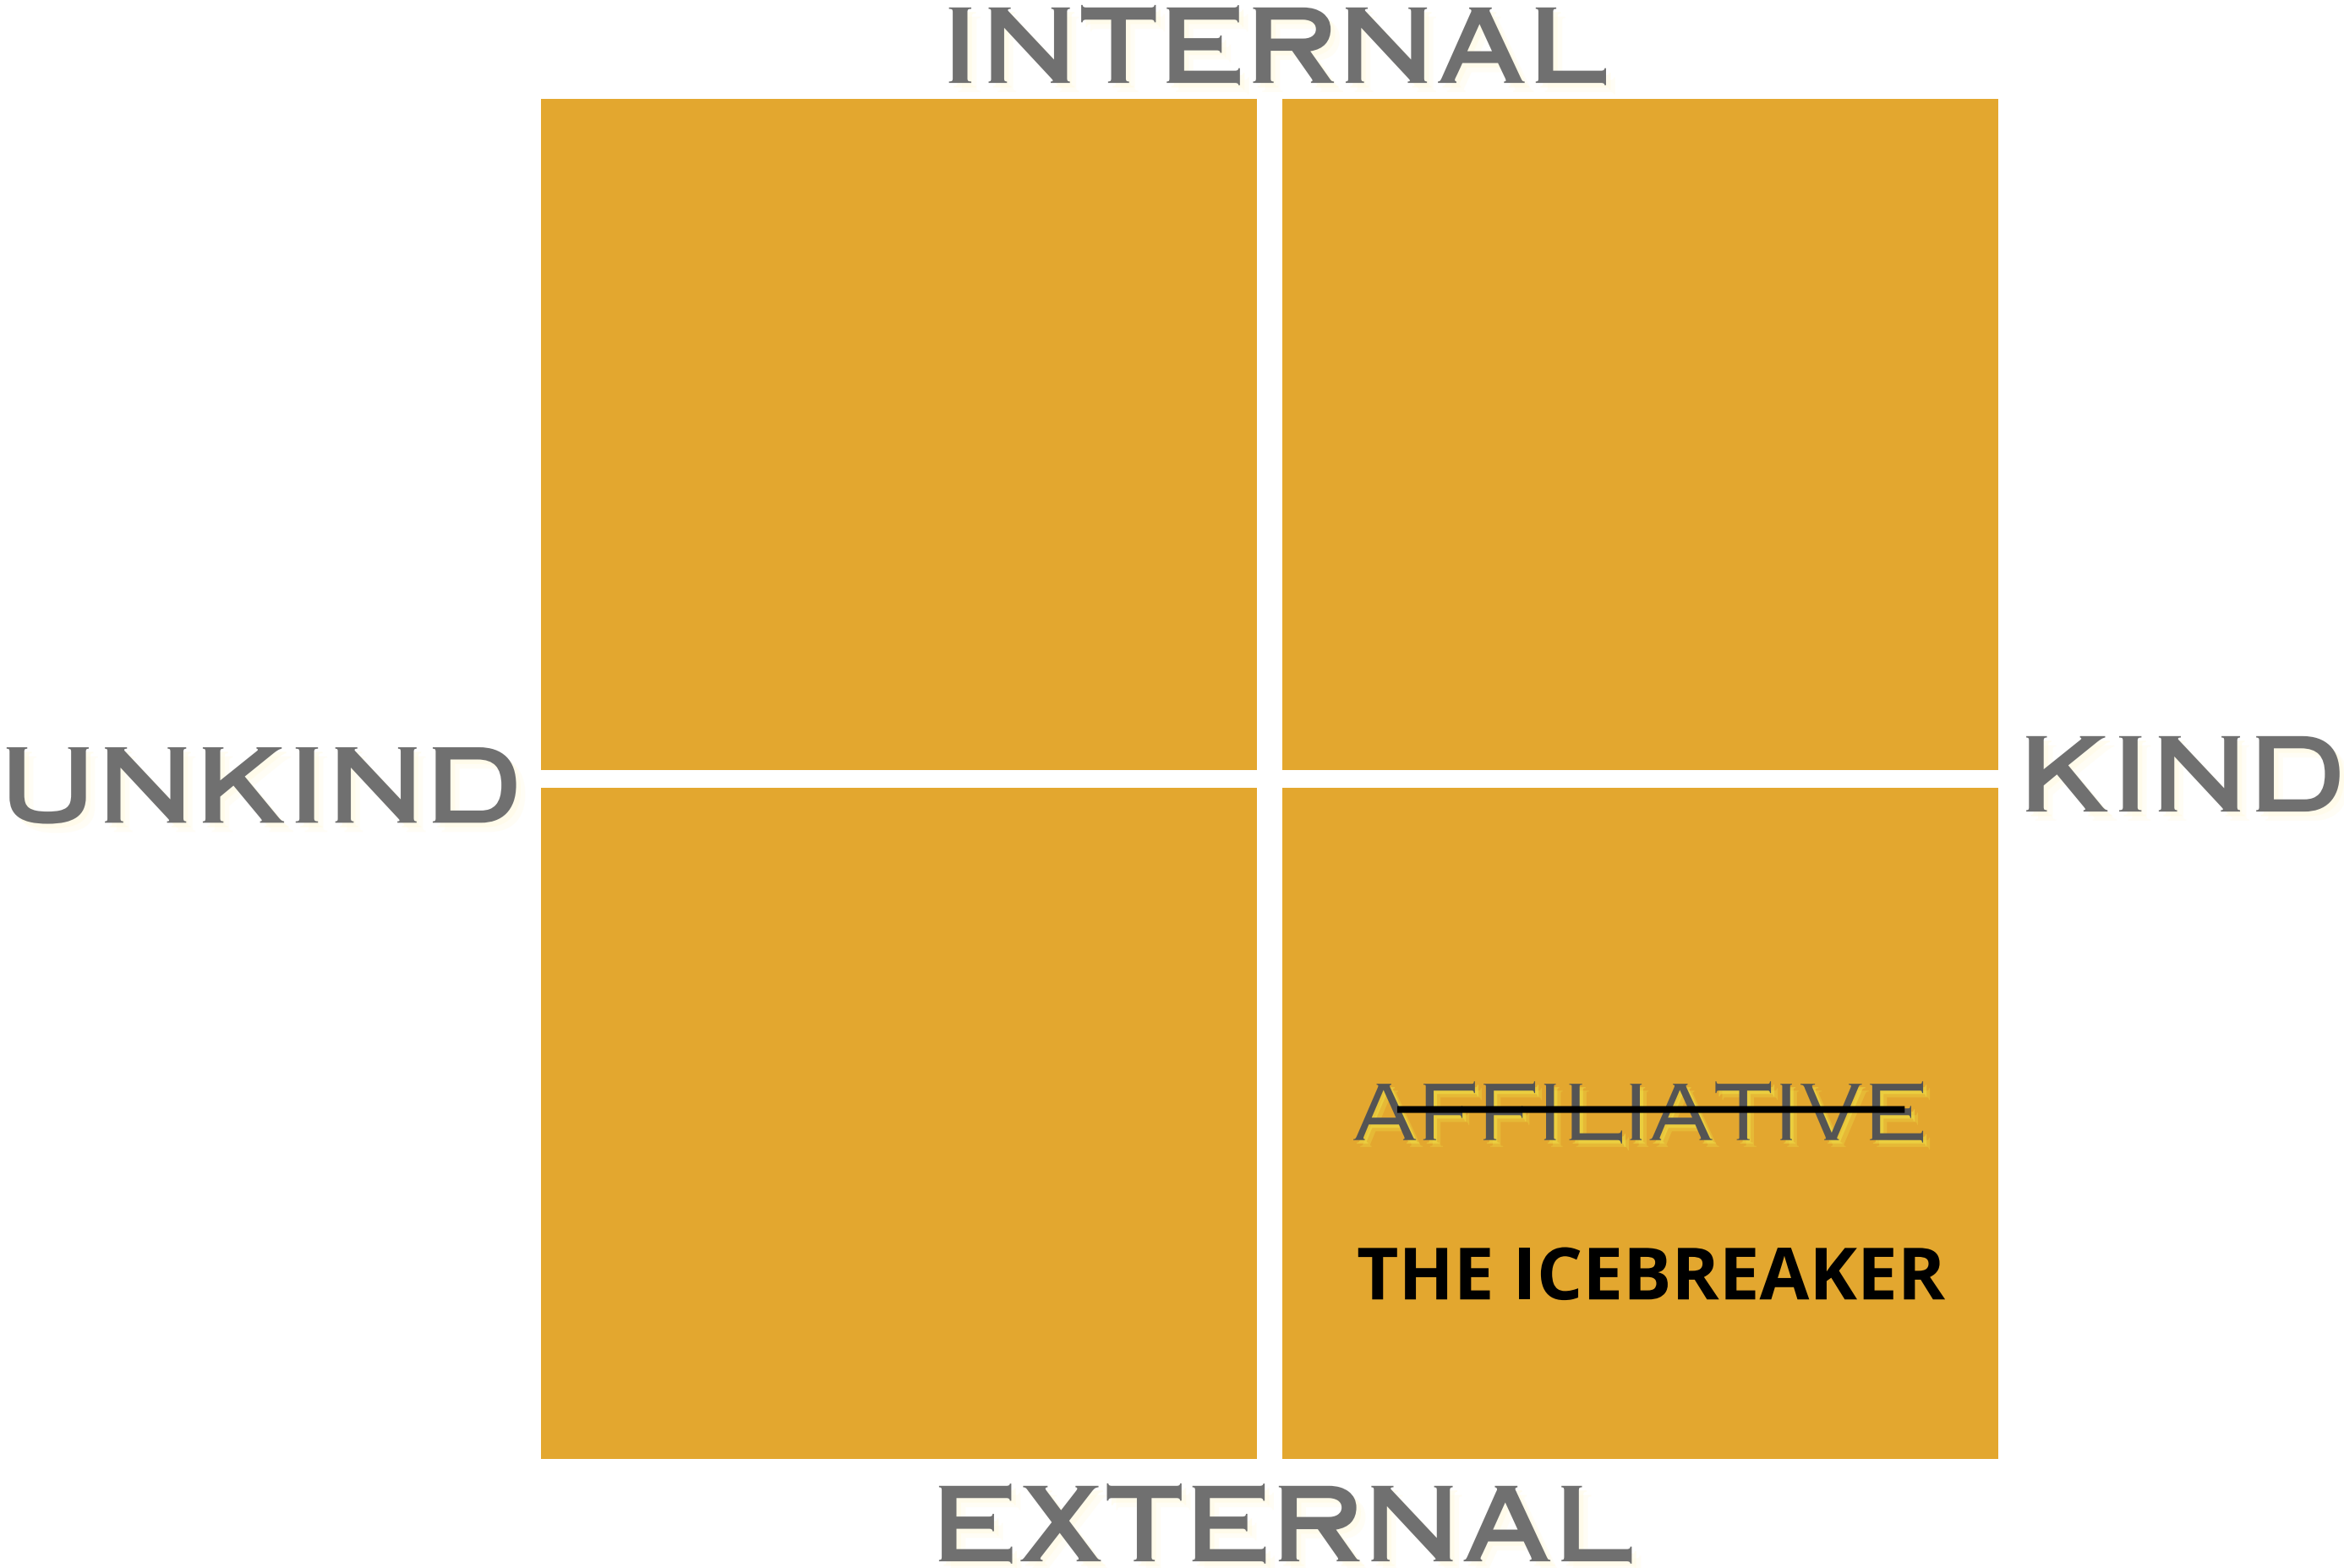 INTERNAL
UNKIND
KIND
AFFILIATIVE
THE ICEBREAKER
EXTERNAL